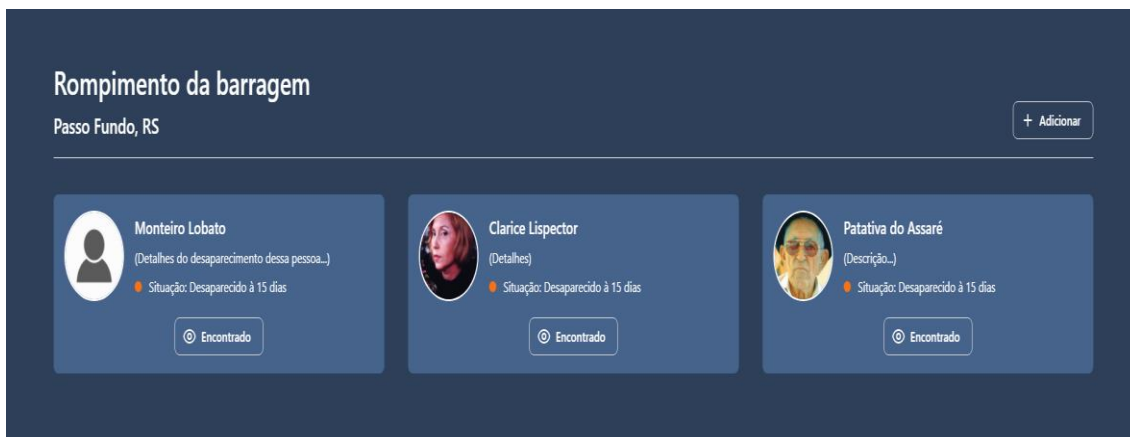 Rompimento da barragem
Passo Fundo, RS
+ Adicionar
Monteiro Lobato
(Detalhes do desaparecimento dessa pessoa...)
Situação: Desaparecido à 15 dias
Encontrado
Clarice Lispector
(Detalhes)
Situação: Desaparecido à 15 dias
Encontrado
Patativa do Assaré
(Descrição...)
Situação: Desaparecido à 15 dias
Encontrado